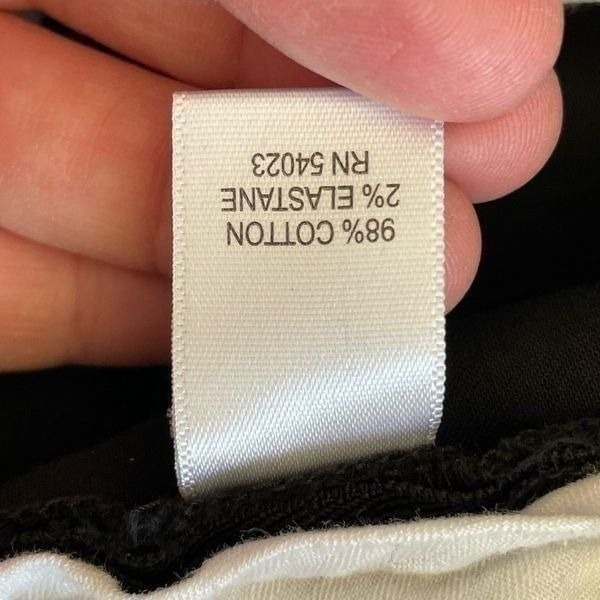 98% COTTON
2% ELASTANE
RN 54023